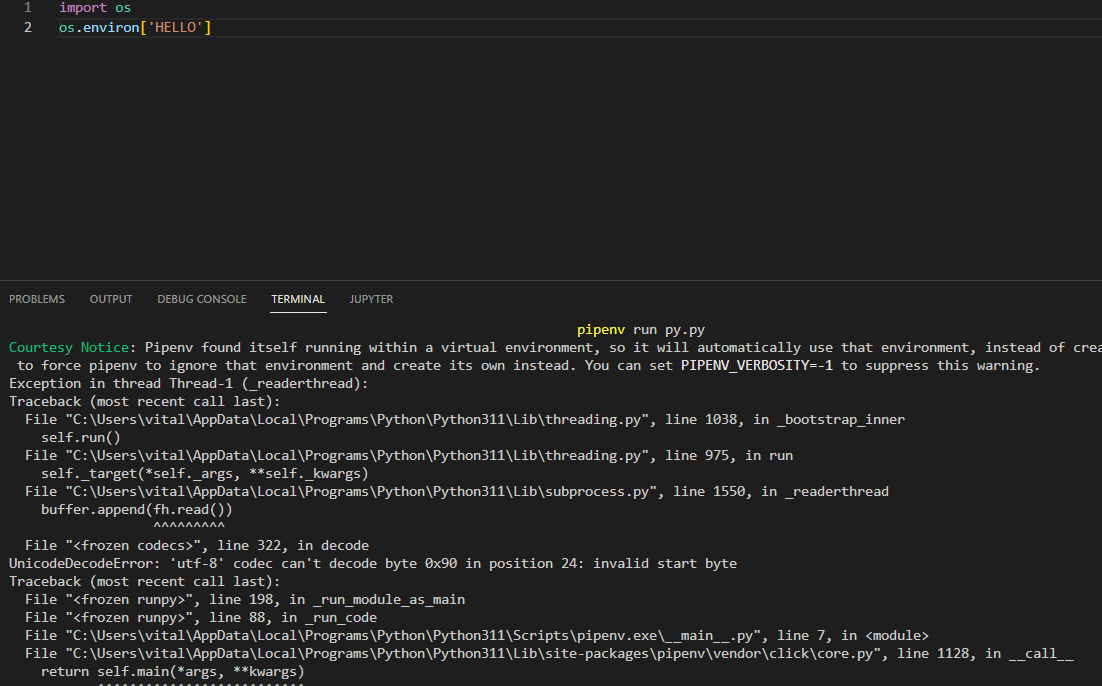 1 import os
2 os.environ['HELLO']
PROBLEMS OUTPUT DEBUG CONSOLE TERMINAL JUPYTER
pipenv run py.py
Courtesy Notice: Pipenv found itself running within a virtual environment, so it will automatically use that environment, instead of crea
to force pipenv to ignore that environment and create its own instead. You can set PIPENV_VERBOSITY=-1 to suppress this warning.
Exception in thread Thread-1 (_readerthread):
Traceback (most recent call last):
File "C:\Users\vital\AppData\Local\Programs\Python\Python311\Lib\threading.py", line 1038, in _bootstrap_inner
self.run()
File "C:\Users\vital\AppData\Local\Programs\Python\Python311\Lib\threading.py", line 975, in run
self._target(*self._args, **self._kwargs)
File "C:\Users\vital\AppData\Local\Programs\Python\Python311\Lib\subprocess.py", line 1550, in _readerthread
buffer.append(fh.read())
^^^^^^^^^
File "<frozen codecs>", line 322, in decode
UnicodeDecodeError: 'utf-8' codec can't decode byte 0x90 in position 24: invalid start byte
Traceback (most recent call last):
File "<frozen runpy>", line 198, in _run_module_as_main
File "<frozen runpy>", line 88, in _run_code
File "C:\Users\vital\AppData\Local\Programs\Python\Python311\Scripts\pipenv.exe\__main__.py", line 7, in <module>
File "C:\Users\vital\AppData\Local\Programs\Python\Python311\Lib\site-packages\pipenv\vendor\click\core.py", line 1128, in __call__
return self.main(*args, **kwargs)
^^^^^^^^^^^^^^^^^^^^^^^^^^